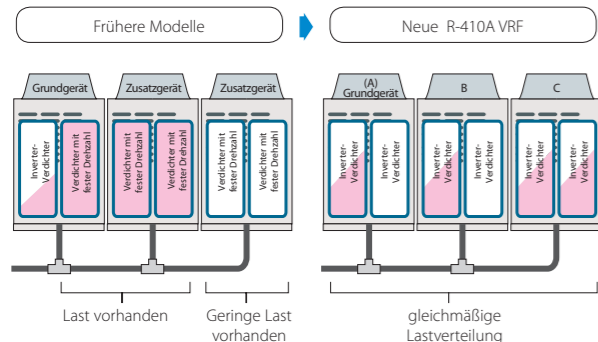 Frühere Modelle
Neue R-410A VRF
Grundgerät
Zusatzgerät
Zusatzgerät
(A)
Grundgerät
B
C
Inverter-
Verdichter
Verdichter mit
fester Drehzahl
Verdichter mit
fester Drehzahl
Verdichter mit
fester Drehzahl
Verdichter mit
fester Drehzahl
Verdichter mit
fester Drehzahl
Inverter-
Verdichter
Inverter-
Verdichter
Inverter-
Verdichter
Inverter-
Verdichter
Inverter-
Verdichter
Inverter-
Verdichter
Last vorhanden
Geringe Last
vorhanden
gleichmäßige
Lastverteilung